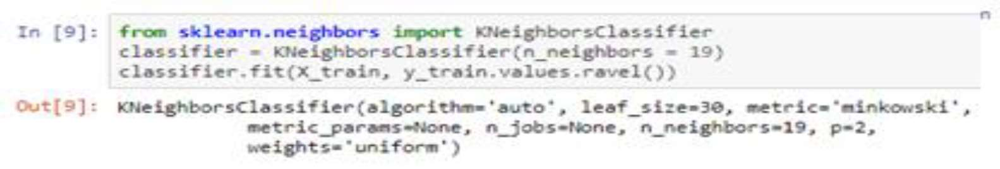 In [9]: from sklearn.neighbors import KNeighborsClassifier
classifier = KNeighborsClassifier(n_neighbors = 19)
classifier.fit(X_train, y_train.values.ravel())
Out[9]: KNeighborsClassifier(algorithm='auto', leaf_size=30, metric='minkowski',
metric_params=None, n_jobs=None, n_neighbors=19, p=2,
weights='uniform')